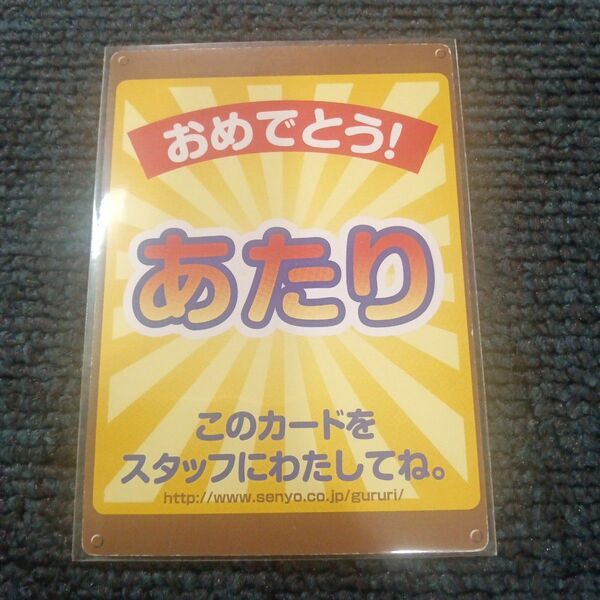 おめでとう!
あたり
このカードを
スタッフにわたしてね。
http://www.senyo.co.jp/gururi/